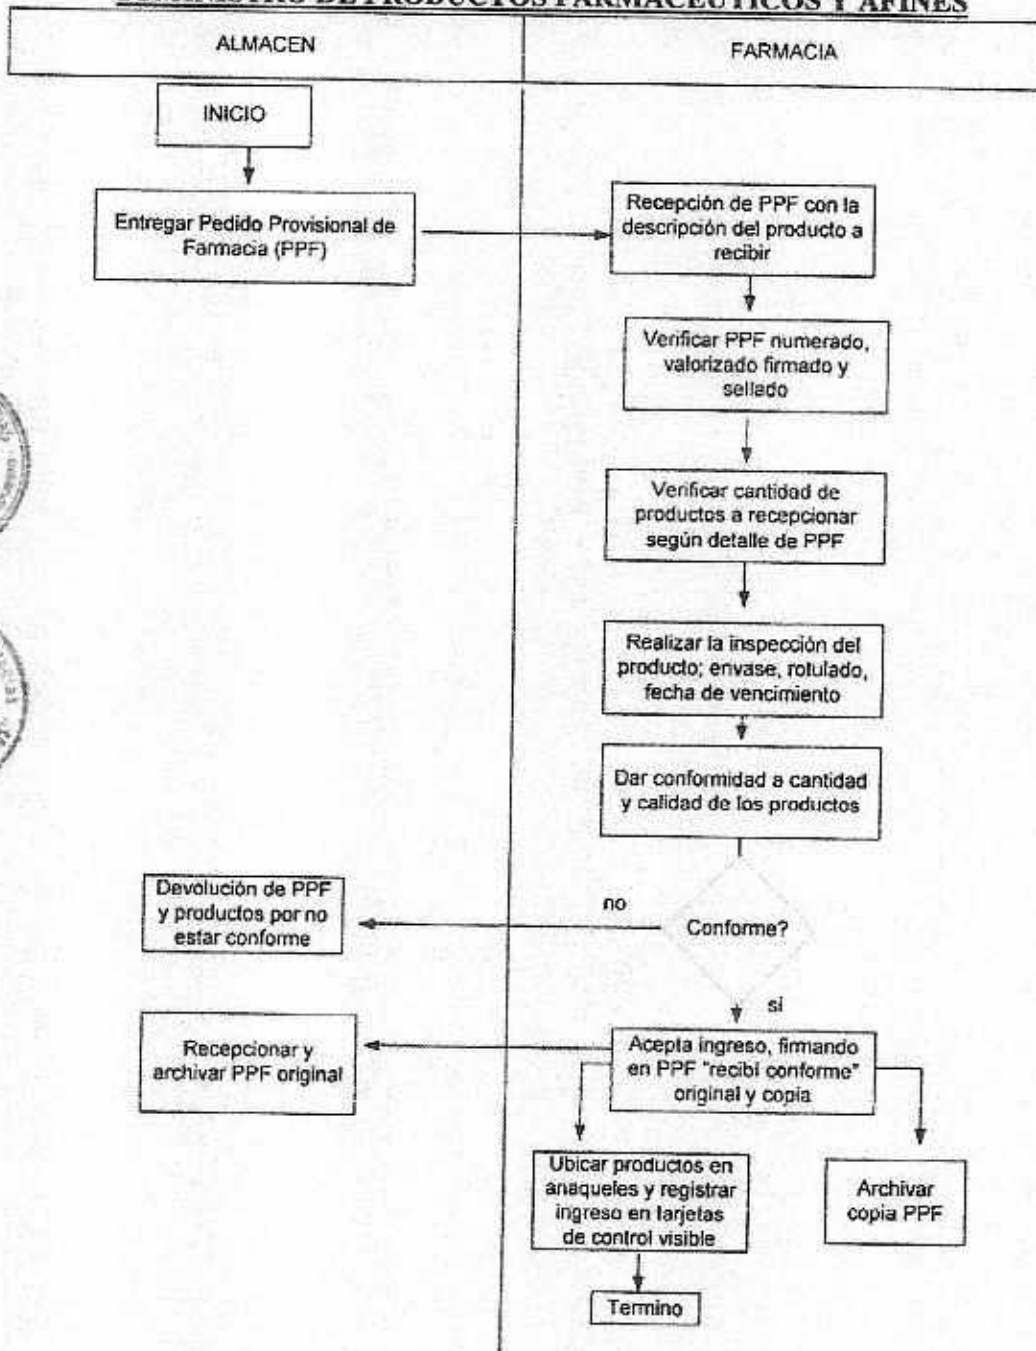 DE PRODUCTOS FARMACEUTICOS Y AFINES
ALMACEN
FARMACIA
INICIO
Entregar Pedido Provisional de
Farmacia (PPF)
Recepción de PPF con la
descripción del producto a
recibir
Verificar PPF numerado,
valorizado firmado y
sellado
Verificar cantidad de
productos a recepcionar
según detalle de PPF
Realizar la inspección del
producto; envase, rotulado,
fecha de vencimiento
Dar conformidad a cantidad
y calidad de los productos
Conforme?
no
Devolución de PPF
y productos por no
estar conforme
si
Acepta ingreso, firmando
en PPF "recibí conforme"
original y copia
Recepcionar y
archivar PPF original
Ubicar productos en
anaqueles y registrar
ingreso en tarjetas
de control visible
Archivar
copia PPF
Termino